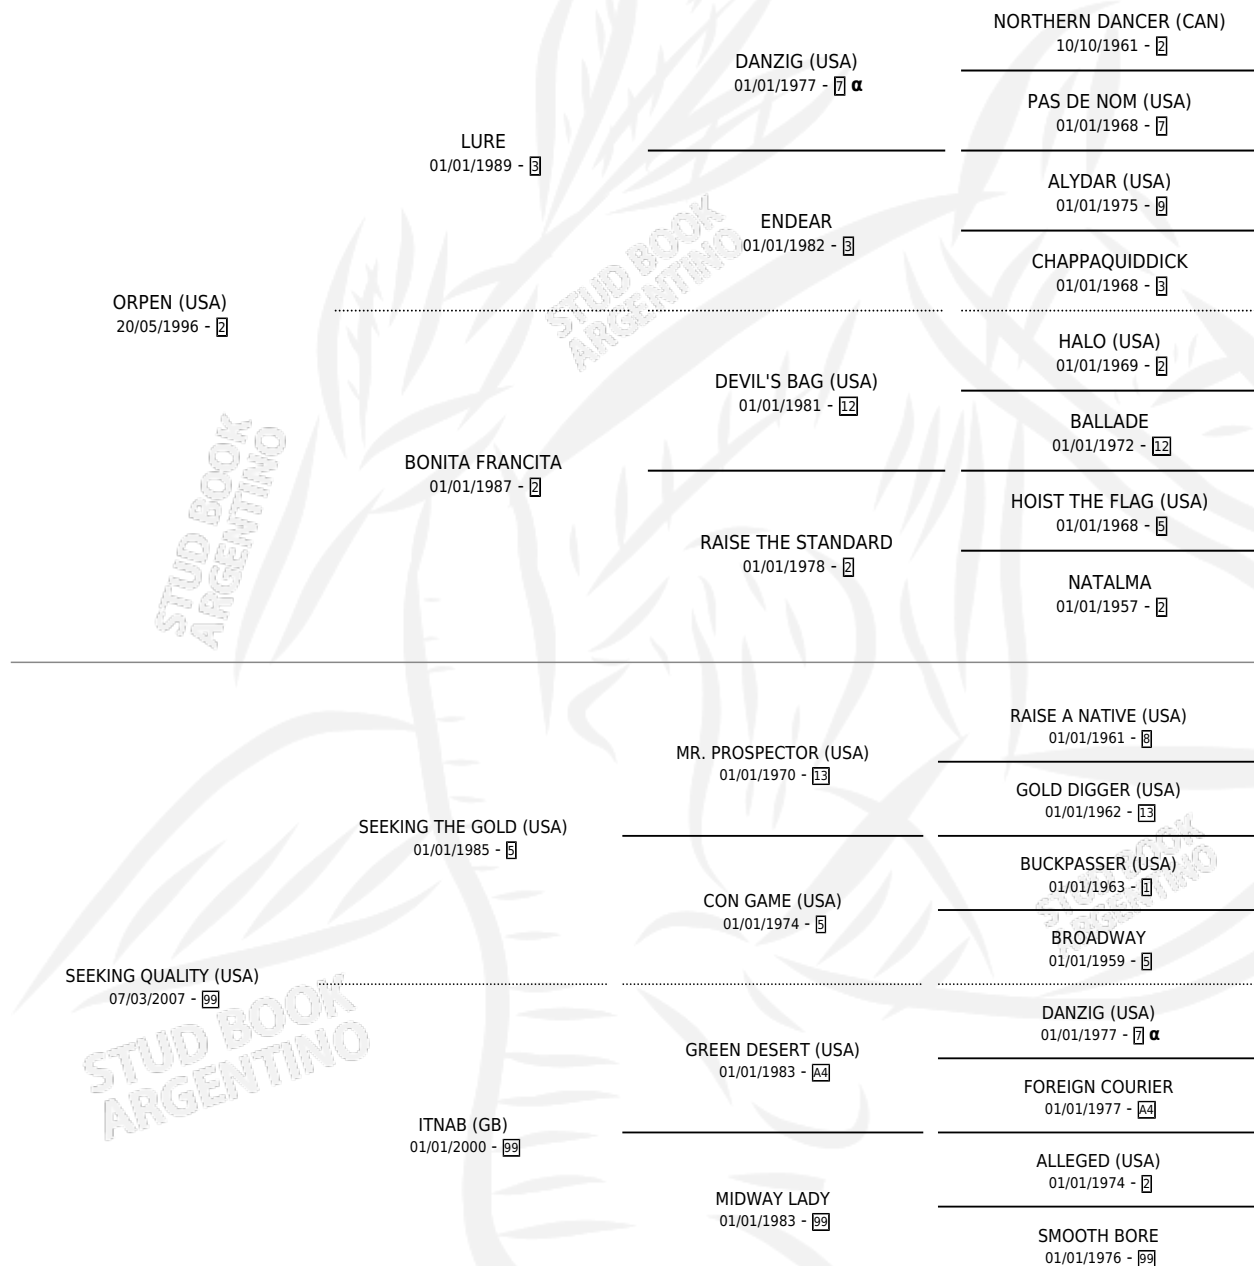 NORTHERN DANCER (CAN)
10/10/1961 - 2
DANZIG (USA)
01/01/1977 - 7 α
PAS DE NOM (USA)
01/01/1968 - 7
LURE
01/01/1989 - 3
ALYDAR (USA)
01/01/1975 - 9
ENDEAR
01/01/1982 - 3
CHAPPAQUIDDICK
01/01/1968 - 3
ORPEN (USA)
20/05/1996 - 2
HALO (USA)
01/01/1969 - 2
DEVIL'S BAG (USA)
01/01/1981 - 12
BALLADE
01/01/1972 - 12
BONITA FRANCITA
01/01/1987 - 2
HOIST THE FLAG (USA)
01/01/1968 - 5
RAISE THE STANDARD
01/01/1978 - 2
NATALMA
01/01/1957 - 2
RAISE A NATIVE (USA)
01/01/1961 - 8
MR. PROSPECTOR (USA)
01/01/1970 - 13
GOLD DIGGER (USA)
01/01/1962 - 13
SEEKING THE GOLD (USA)
01/01/1985 - 5
BUCKPASSER (USA)
01/01/1963 - 1
CON GAME (USA)
01/01/1974 - 5
BROADWAY
01/01/1959 - 5
SEEKING QUALITY (USA)
07/03/2007 - 99
DANZIG (USA)
01/01/1977 - 7 α
GREEN DESERT (USA)
01/01/1983 - A4
FOREIGN COURIER
01/01/1977 - A4
ITNAB (GB)
01/01/2000 - 99
ALLEGED (USA)
01/01/1974 - 2
MIDWAY LADY
01/01/1983 - 99
SMOOTH BORE
01/01/1976 - 99
STUD BOOK
ARGENTINO
STUD BOOK
ARGENTINO
STUD BOOK
ARGENTINO
STUD BOOK
ARGENTINO